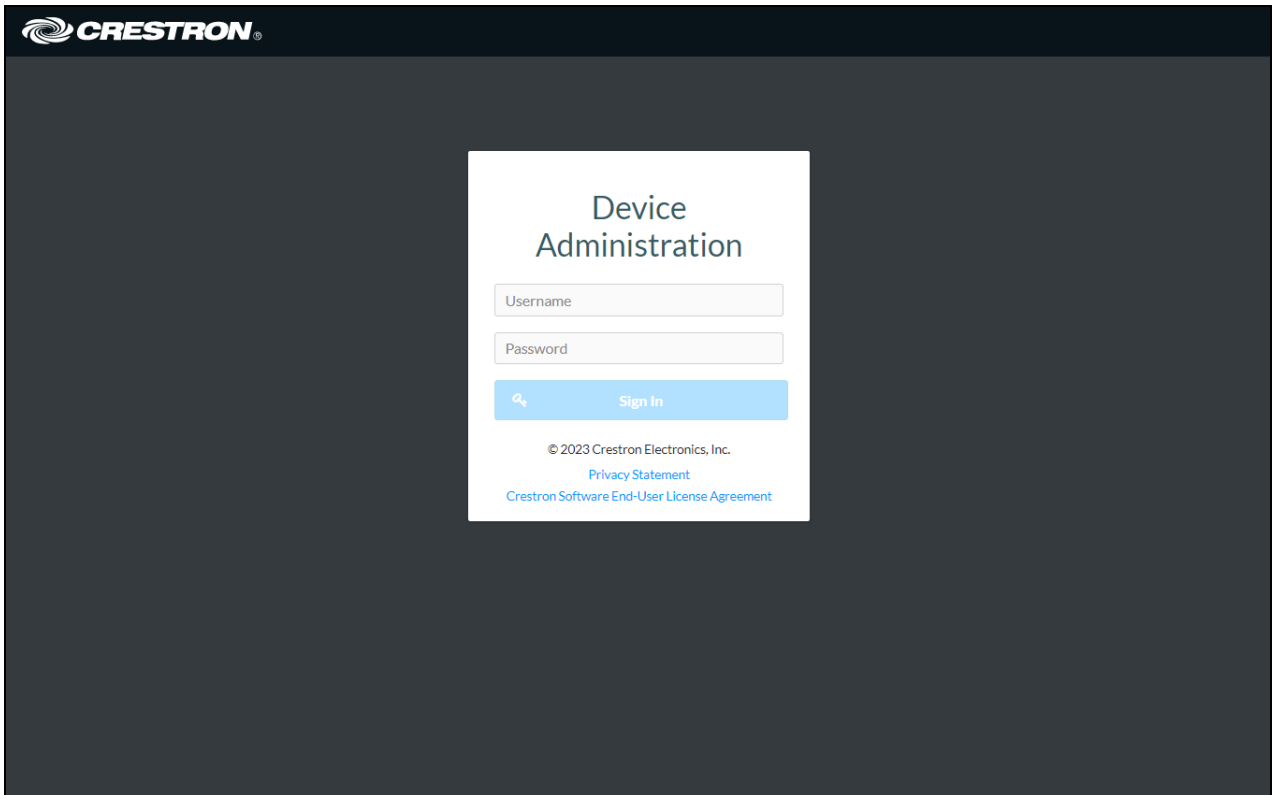 CRESTRON®
Device
Administration
Username
Password
Sign In
© 2023 Crestron Electronics, Inc.
Privacy Statement
Crestron Software End-User License Agreement